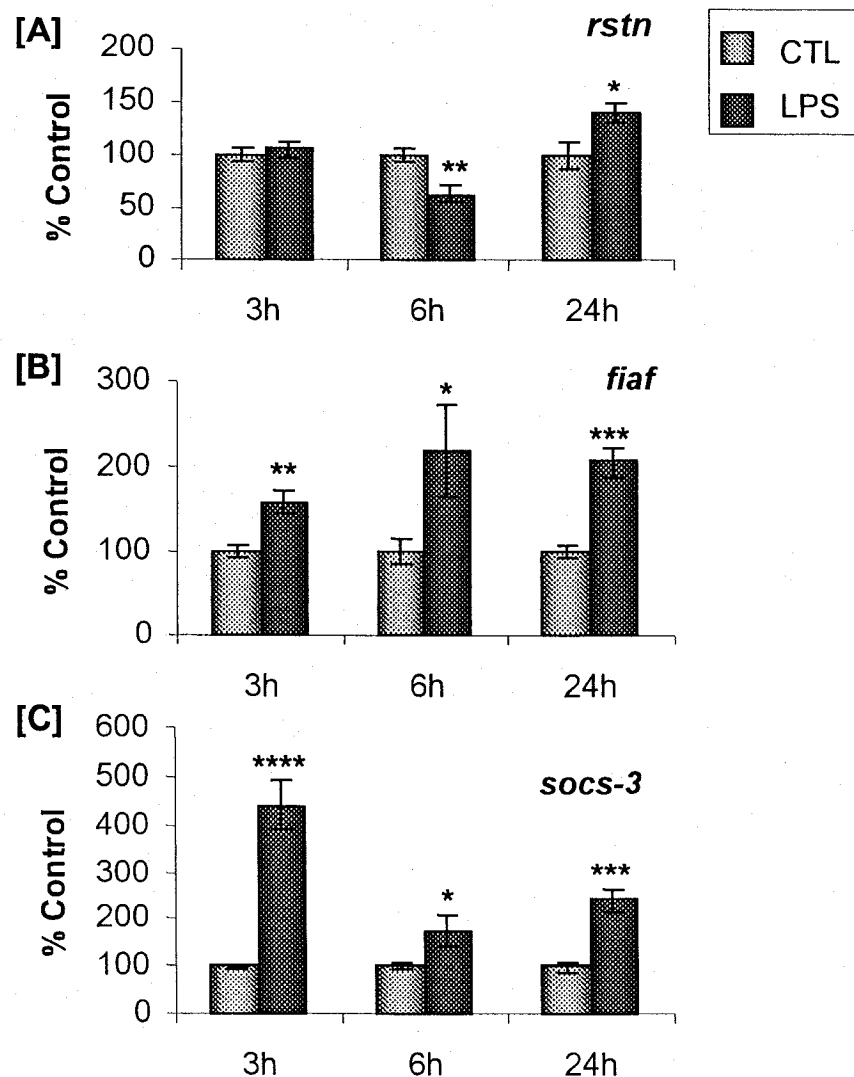 [A]
rstn
CTL
LPS
200
150
100
50
0
% Control
*
**
3h 6h 24h
[B]
fiaf
300
200
100
0
% Control
**
*
***
3h 6h 24h
[C]
socs-3
600
500
400
300
200
100
0
% Control
****
*
***
3h 6h 24h